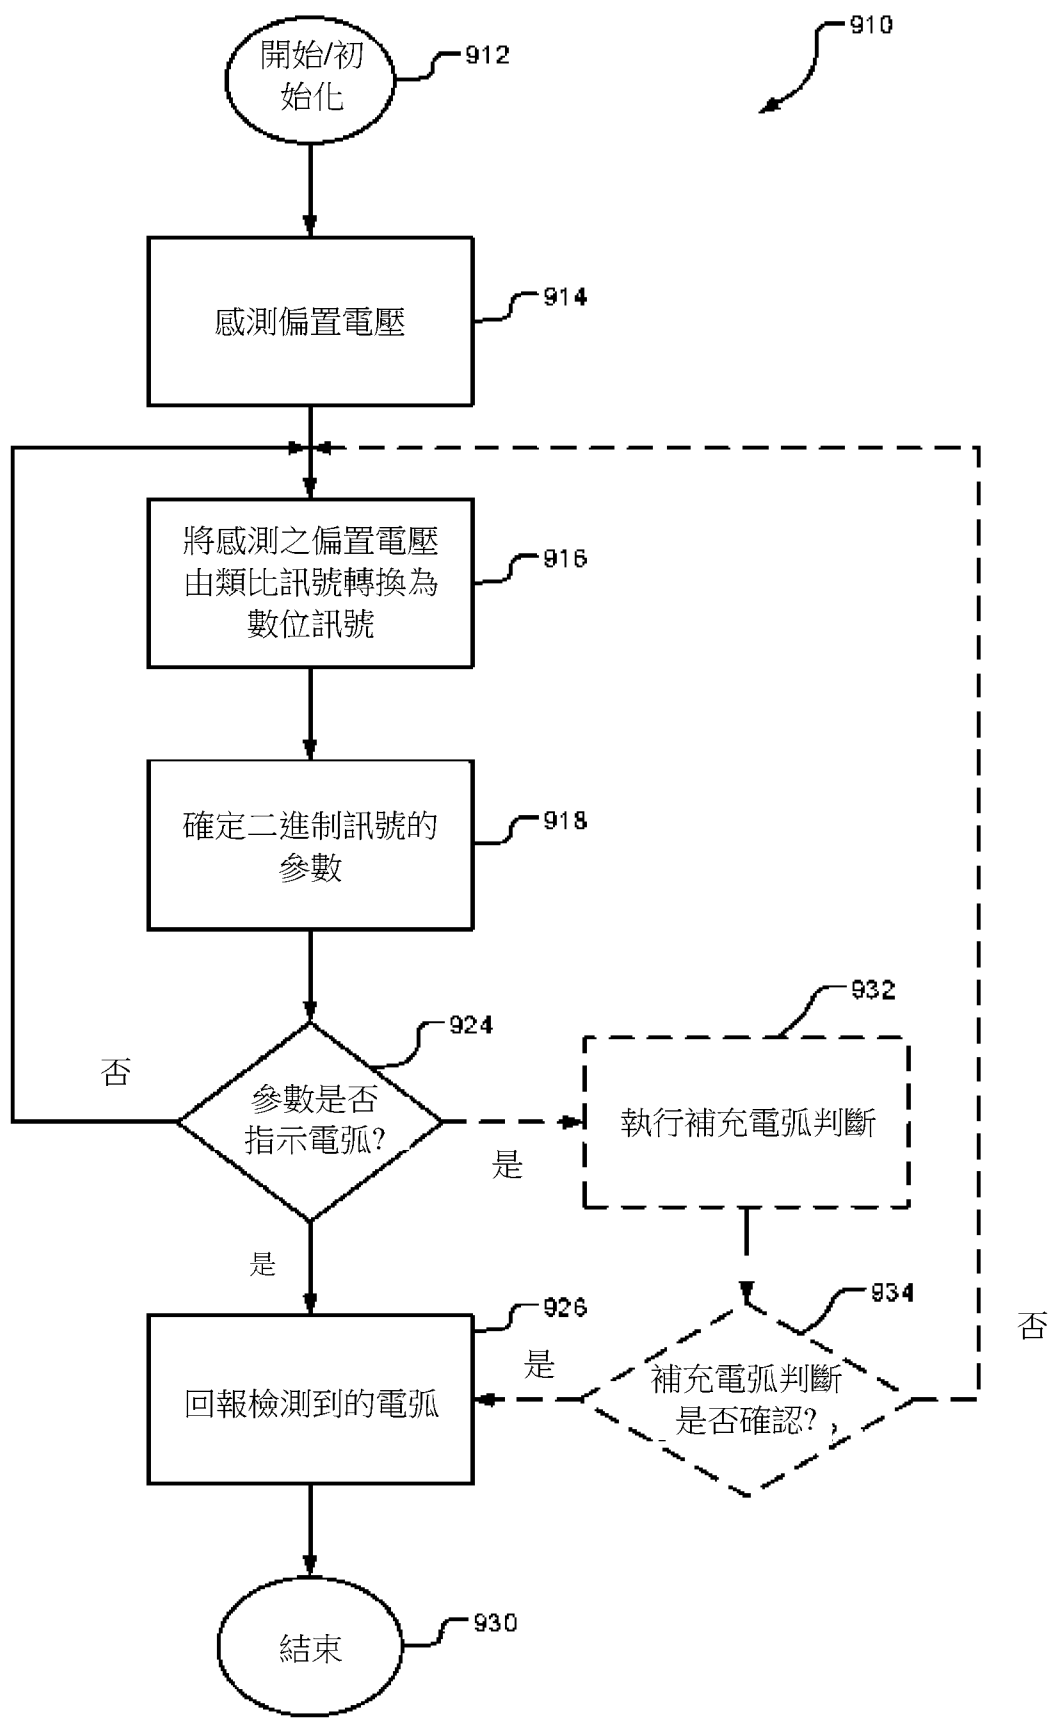 910
開始/初
始化
912
感測偏置電壓
914
將感測之偏置電壓
由類比訊號轉換為
數位訊號
916
確定二進制訊號的
參數
918
924
932
否
參數是否
指示電弧?
執行補充電弧判斷
是
是
926
934
否
是
補充電弧判斷
是否確認?
回報檢測到的電弧
930
結束